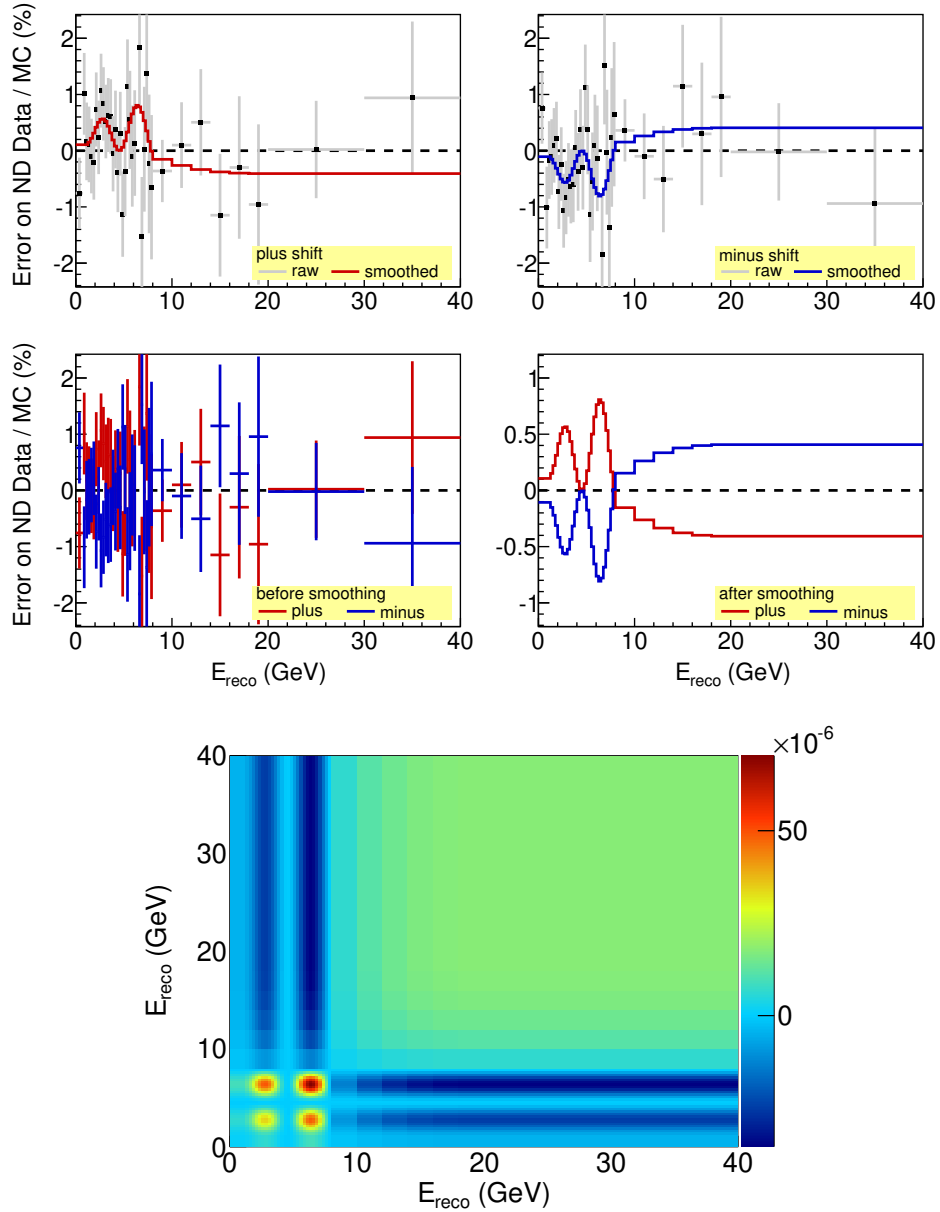 Error on ND Data / MC (%)
2
1
0
-1
-2
plus shift
raw smoothed
0 10 20 30 40
2
1
0
-1
-2
minus shift
raw smoothed
0 10 20 30 40
Error on ND Data / MC (%)
2
1
0
-1
-2
before smoothing
plus minus
0 10 20 30 40
E_reco (GeV)
1
0.5
0
-0.5
-1
after smoothing
plus minus
0 10 20 30 40
E_reco (GeV)
×10^-6
E_reco (GeV)
40
30
20
10
0
0 10 20 30 40
E_reco (GeV)
50
0